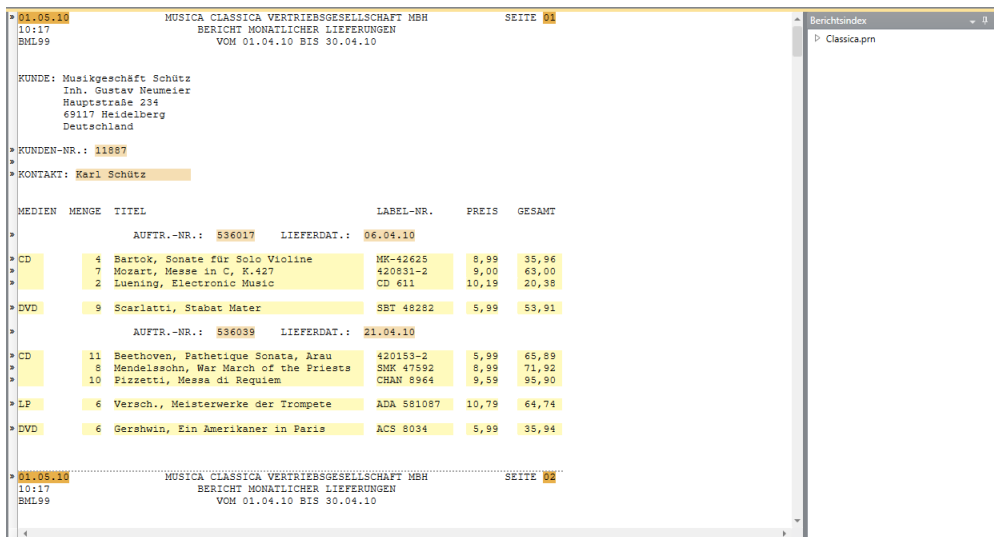 » 01.05.10 MUSICA CLASSICA VERTRIEBSGESELLSCHAFT MBH SEITE 01
10:17 BERICHT MONATLICHER LIEFERUNGEN
BML99 VOM 01.04.10 BIS 30.04.10
KUNDE: Musikgeschäft Schütz
Inh. Gustav Neumeier
Hauptstraße 234
69117 Heidelberg
Deutschland
» KUNDEN-NR.: 11887
»
» KONTAKT: Karl Schütz
MEDIEN MENGE TITEL LABEL-NR. PREIS GESAMT
» AUFTR.-NR.: 536017 LIEFERDAT.: 06.04.10
» CD 4 Bartok, Sonate für Solo Violine MK-42625 8,99 35,96
» 7 Mozart, Messe in C, K.427 420831-2 9,00 63,00
» 2 Luening, Electronic Music CD 611 10,19 20,38
» DVD 9 Scarlatti, Stabat Mater SBT 48282 5,99 53,91
» AUFTR.-NR.: 536039 LIEFERDAT.: 21.04.10
» CD 11 Beethoven, Pathetique Sonata, Arau 420153-2 5,99 65,89
» 8 Mendelssohn, War March of the Priests SMK 47592 8,99 71,92
» 10 Pizzetti, Messa di Requiem CHAN 8964 9,59 95,90
» LP 6 Versch., Meisterwerke der Trompete ADA 581087 10,79 64,74
» DVD 6 Gershwin, Ein Amerikaner in Paris ACS 8034 5,99 35,94
» 01.05.10 MUSICA CLASSICA VERTRIEBSGESELLSCHAFT MBH SEITE 02
10:17 BERICHT MONATLICHER LIEFERUNGEN
BML99 VOM 01.04.10 BIS 30.04.10
Berichtsindex
Classica.prn